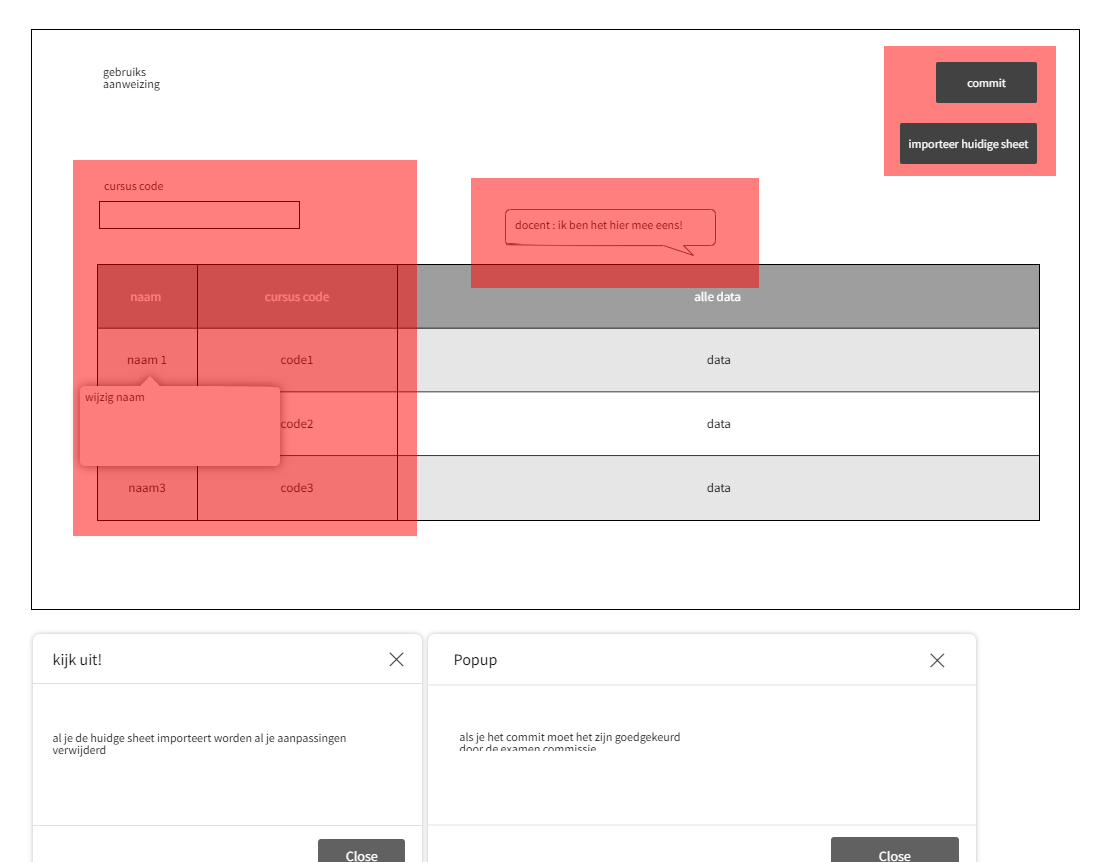 gebruiks
aanweizing
commit
importeer huidige sheet
cursus code
docent : ik ben het hier mee eens!
naam cursus code alle data
naam 1 code1 data
wijzig naam
code2 data
naam3 code3 data
kijk uit!
al je de huidge sheet importeert worden al je aanpassingen
verwijderd
Close
Popup
als je het commit moet het zijn goedgekeurd
door de examen commissie
Close